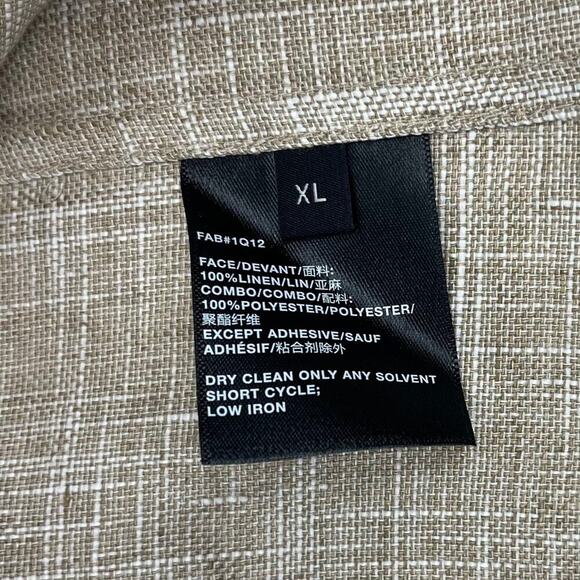 XL
FAB#1Q12
FACE/DEVANT/面料:
100%LINEN/LIN/亚麻
COMBO/COMBO/配料:
100%POLYESTER/POLYESTER/
聚酯纤维
EXCEPT ADHESIVE/SAUF
ADHÉSIF/粘合剂除外
DRY CLEAN ONLY ANY SOLVENT
SHORT CYCLE;
LOW IRON